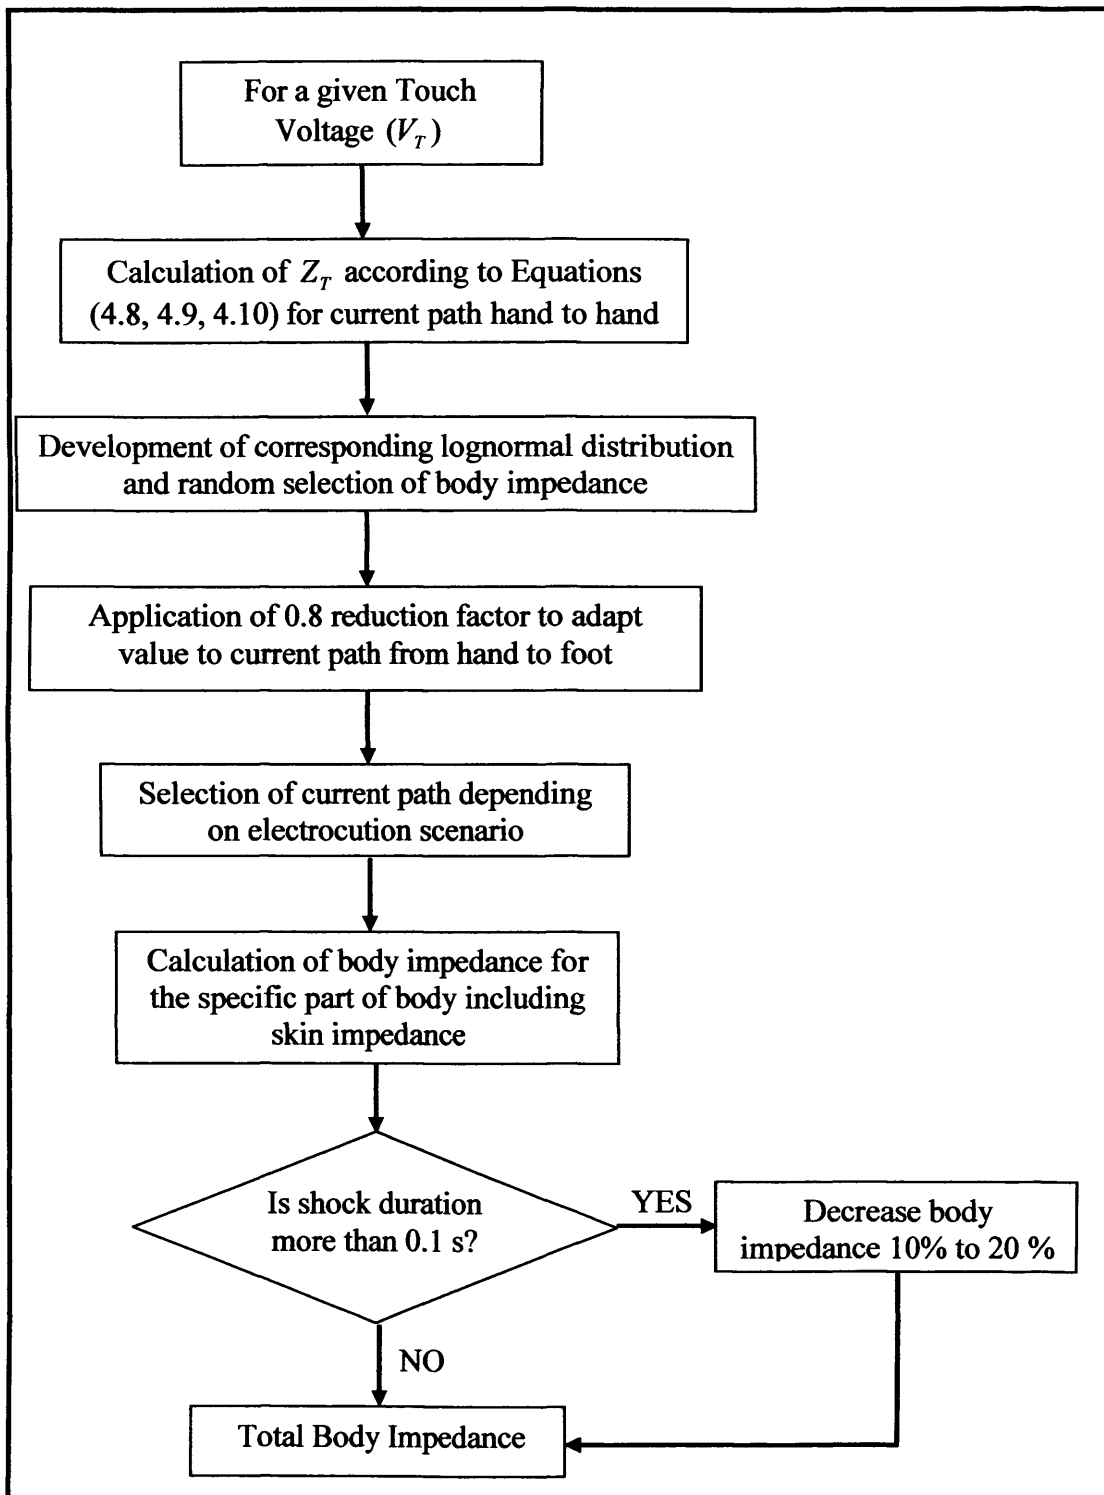 For a given Touch
Voltage (V_T)
Calculation of Z_T according to Equations
(4.8, 4.9, 4.10) for current path hand to hand
Development of corresponding lognormal distribution
and random selection of body impedance
Application of 0.8 reduction factor to adapt
value to current path from hand to foot
Selection of current path depending
on electrocution scenario
Calculation of body impedance for
the specific part of body including
skin impedance
Is shock duration
more than 0.1 s?
YES
Decrease body
impedance 10% to 20 %
NO
Total Body Impedance